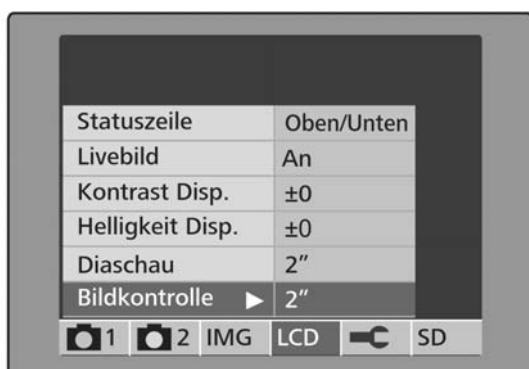 Statuszeile Oben/Unten
Livebild An
Kontrast Disp. ±0
Helligkeit Disp. ±0
Diaschau 2″
Bildkontrolle ▶ 2″
1 2 IMG LCD SD